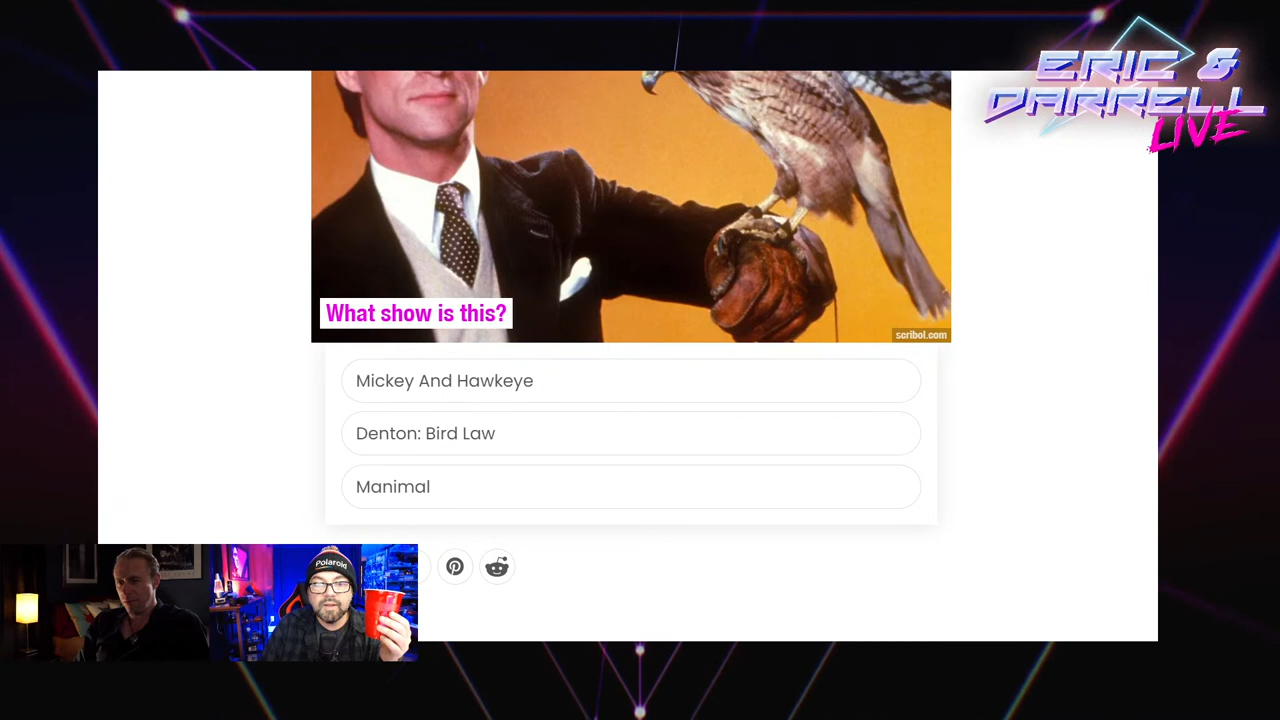 ERIC &
DARRELL
LIVE
What show is this?
scribol.com
Mickey And Hawkeye
Denton: Bird Law
Manimal
Polaroid